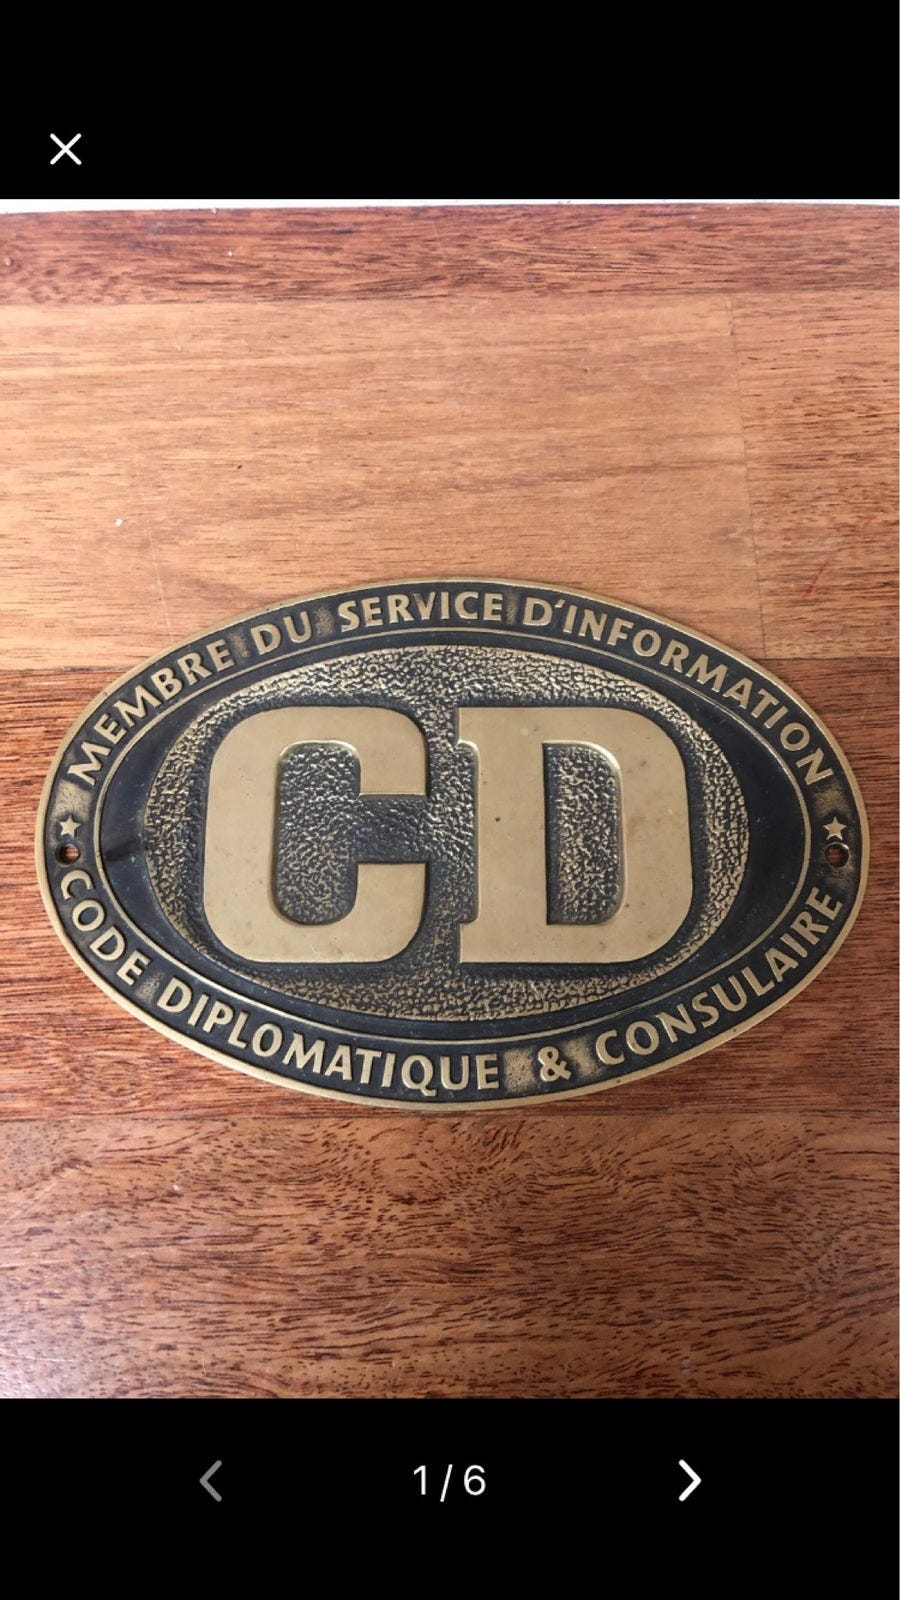 MEMBRE DU SERVICE D'INFORMATION
CD
CODE DIPLOMATIQUE & CONSULAIRE
1/6